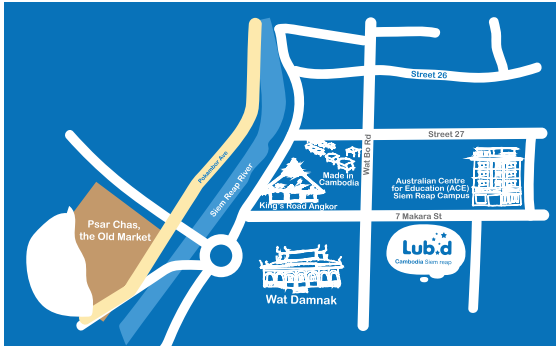 Street 26
Street 27
Wat Bo Rd
Pokambor Ave
Siem Reap River
Made in
Cambodia
Australian Centre
for Education (ACE)
Siem Reap Campus
King's Road Angkor
7 Makara St
Psar Chas,
the Old Market
Lub d
Cambodia Siem reap
Wat Damnak